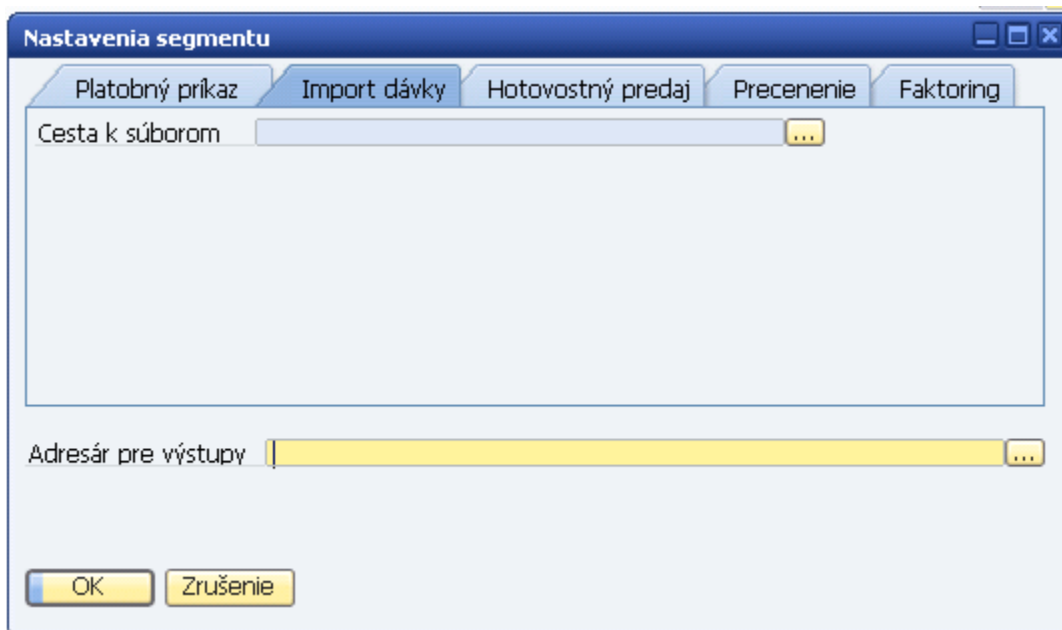 Nastavenia segmentu
Platobný príkaz Import dávky Hotovostný predaj Precenenie Faktoring
Cesta k súborom ...
Adresár pre výstupy ...
OK Zrušenie